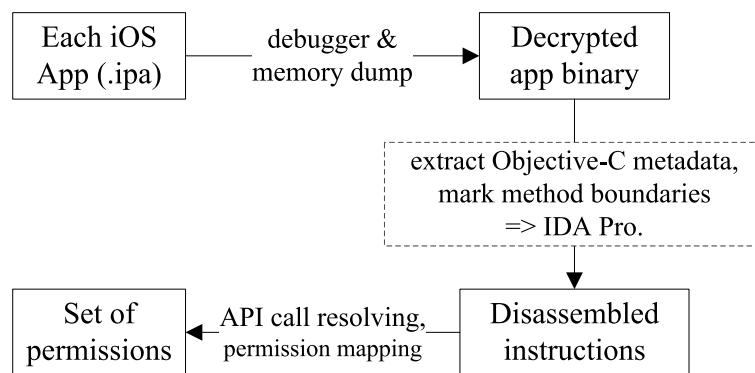 Each iOS
App (.ipa)
debugger &
memory dump
Decrypted
app binary
extract Objective-C metadata,
mark method boundaries
=> IDA Pro.
Disassembled
instructions
API call resolving,
permission mapping
Set of
permissions